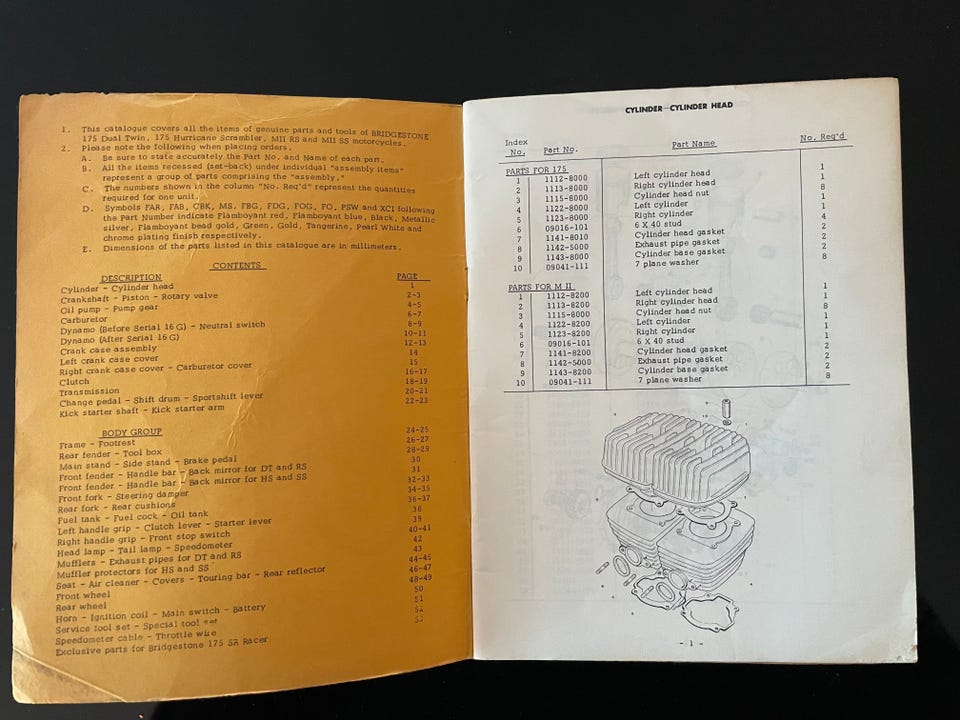 1. This catalogue covers all the items of genuine parts and tools of BRIDGESTONE
175 Dual Twin, 175 Hurricane Scrambler, MII RS and MII SS motorcycles.
2. Please note the following when placing orders.
A. Be sure to state accurately the Part No. and Name of each part.
B. All the items recessed (set-back) under individual "assembly items"
represent a group of parts comprising the "assembly."
C. The numbers shown in the column "No. Req'd" represent the quantities
required for one unit.
D. Symbols FAR, FAB, CBK, MS, FBG, FDG, FOG, FO, PSW and XCI following
the Part Number indicate Flamboyant red, Flamboyant blue, Black, Metallic
silver, Flamboyant bead gold, Green, Gold, Tangerine, Pearl White and
chrome plating finish respectively.
E. Dimensions of the parts listed in this catalogue are in millimeters.
CONTENTS
DESCRIPTION PAGE
Cylinder - Cylinder head 1
Crankshaft - Piston - Rotary valve 2-3
Oil pump - Pump gear 4-5
Carburetor 6-7
Dynamo (Before Serial 16 G) - Neutral switch 8-9
Dynamo (After Serial 16 G) 10-11
Crank case assembly 12-13
Left crank case cover 14
Right crank case cover - Carburetor cover 15
Clutch 16-17
Transmission 18-19
Change pedal - Shift drum - Sportshift lever 20-21
Kick starter shaft - Kick starter arm 22-23
BODY GROUP
Frame - Footrest 24-25
Rear fender - Tool box 26-27
Main stand - Side stand - Brake pedal 28-29
Front fender - Handle bar - Back mirror for DT and RS 30
Front fender - Handle bar - Back mirror for HS and SS 31
Front fork - Steering damper 32-33
Rear fork - Rear cushions 34-35
Fuel tank - Fuel cock - Oil tank 36-37
Left handle grip - Clutch lever - Starter lever 38
Right handle grip - Front stop switch 39
Head lamp - Tail lamp - Speedometer 40-41
Mufflers - Exhaust pipes for DT and RS 42
Muffler protectors for HS and SS 43
Seat - Air cleaner - Covers - Touring bar - Rear reflector 44-45
Front wheel 46-47
Rear wheel 48-49
Horn - Ignition coil - Main switch - Battery 50
Service tool set - Special tool set 51
Speedometer cable - Throttle wire 52
Exclusive parts for Bridgestone 175 SR Racer 53
CYLINDER - CYLINDER HEAD
Index No. Part No. Part Name No. Req'd
PARTS FOR 175
1 1112-8000 Left cylinder head 1
2 1113-8000 Right cylinder head 1
3 1115-8000 Cylinder head nut 8
4 1122-8000 Left cylinder 1
5 1123-8000 Right cylinder 1
6 09016-101 6 X 40 stud 4
7 1141-8010 Cylinder head gasket 2
8 1142-5000 Exhaust pipe gasket 2
9 1143-8000 Cylinder base gasket 2
10 09041-111 7 plane washer 8
PARTS FOR M II
1 1112-8200 Left cylinder head 1
2 1113-8200 Right cylinder head 1
3 1115-8000 Cylinder head nut 8
4 1122-8200 Left cylinder 1
5 1123-8200 Right cylinder 1
6 09016-101 6 X 40 stud 1
7 1141-8200 Cylinder head gasket 2
8 1142-5000 Exhaust pipe gasket 2
9 1143-8200 Cylinder base gasket 2
10 09041-111 7 plane washer 8
- 1 -